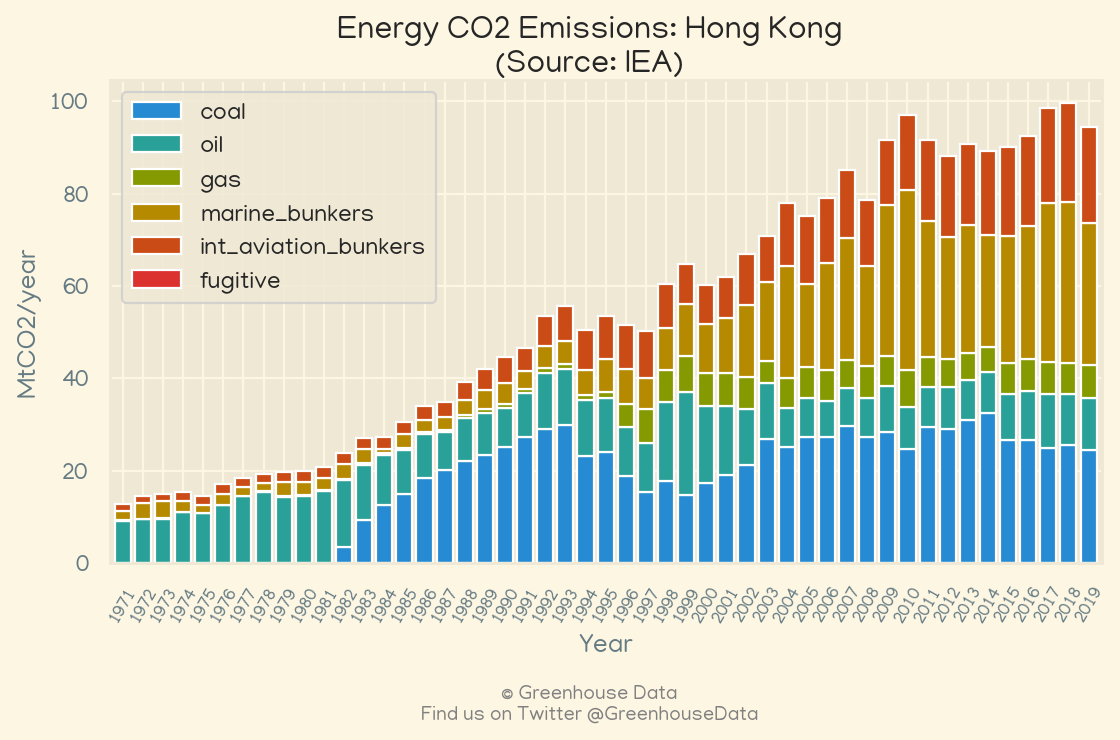 Energy CO2 Emissions: Hong Kong
(Source: IEA)
coal
oil
gas
marine_bunkers
int_aviation_bunkers
fugitive
MtCO2/year
100
80
60
40
20
0
1971 1972 1973 1974 1975 1976 1977 1978 1979 1980 1981 1982 1983 1984 1985 1986 1987 1988 1989 1990 1991 1992 1993 1994 1995 1996 1997 1998 1999 2000 2001 2002 2003 2004 2005 2006 2007 2008 2009 2010 2011 2012 2013 2014 2015 2016 2017 2018 2019
Year
© Greenhouse Data
Find us on Twitter @GreenhouseData